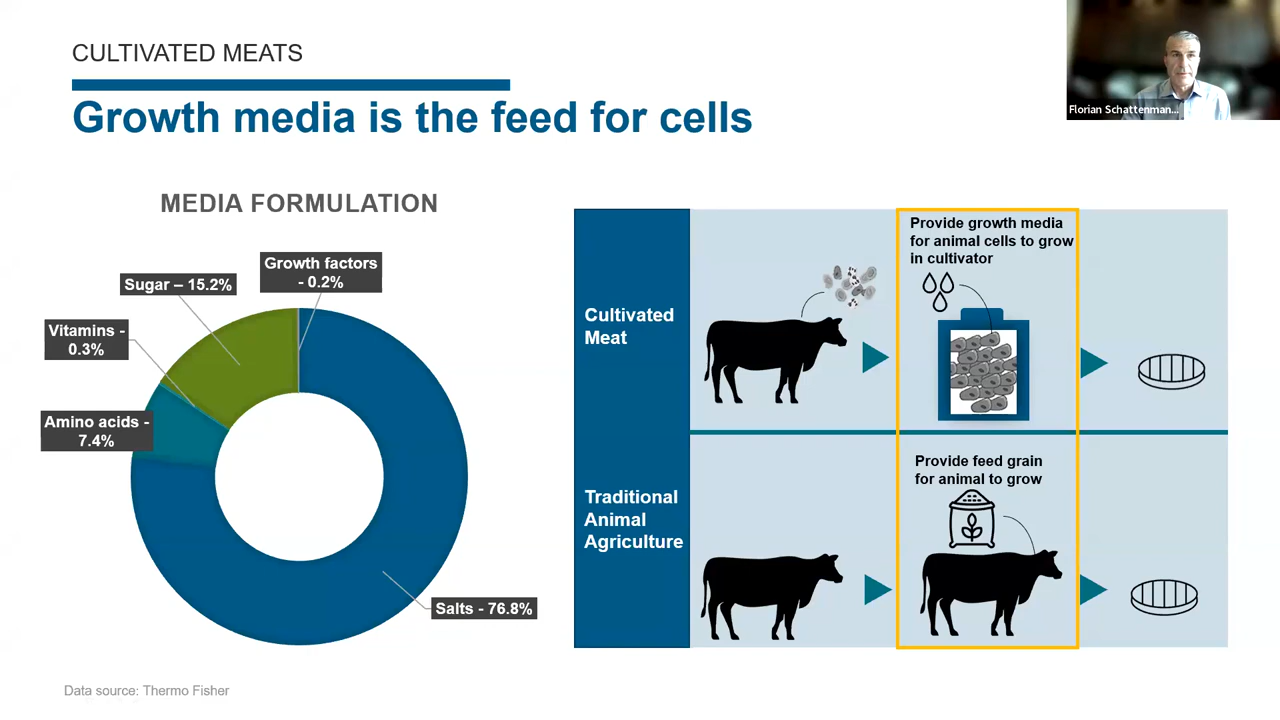 CULTIVATED MEATS
Growth media is the feed for cells
Florian Schattenman...
MEDIA FORMULATION
Growth factors
- 0.2%
Sugar – 15.2%
Vitamins -
0.3%
Amino acids -
7.4%
Salts - 76.8%
Cultivated
Meat
Provide growth media
for animal cells to grow
in cultivator
Traditional
Animal
Agriculture
Provide feed grain
for animal to grow
Data source: Thermo Fisher